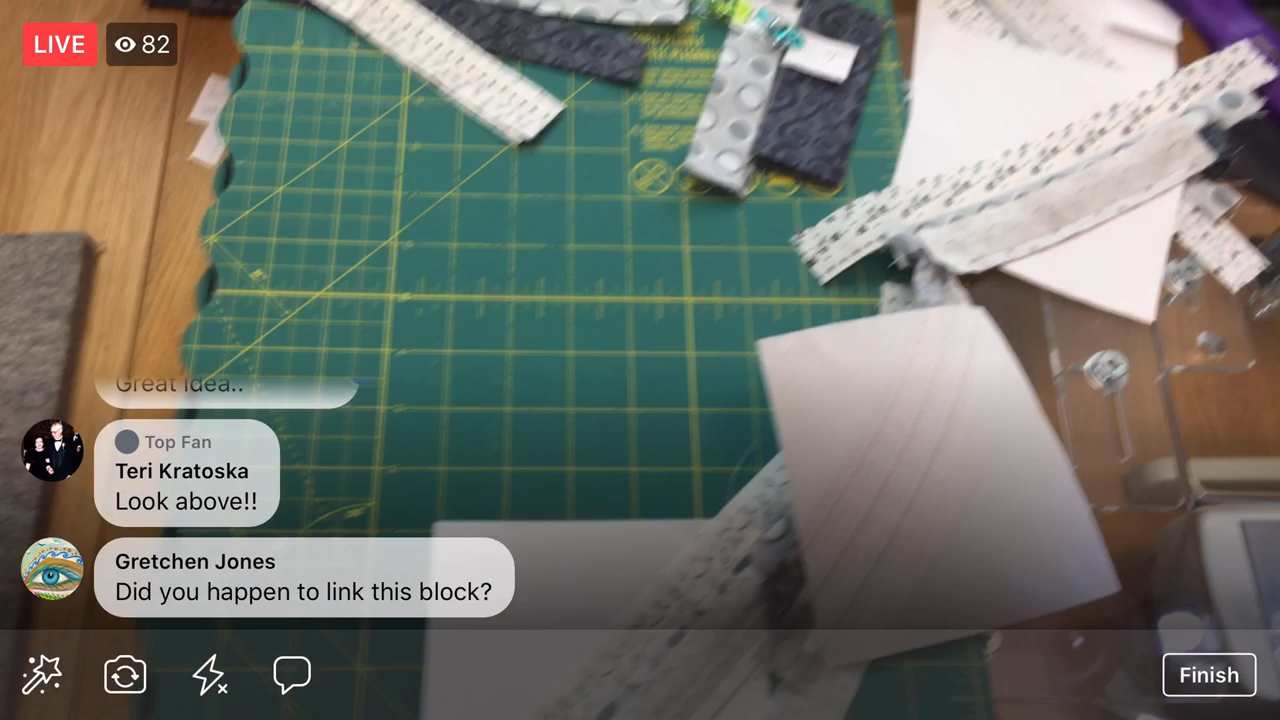 LIVE
82
Great idea..
Top Fan
Teri Kratoska
Look above!!
Gretchen Jones
Did you happen to link this block?
Finish